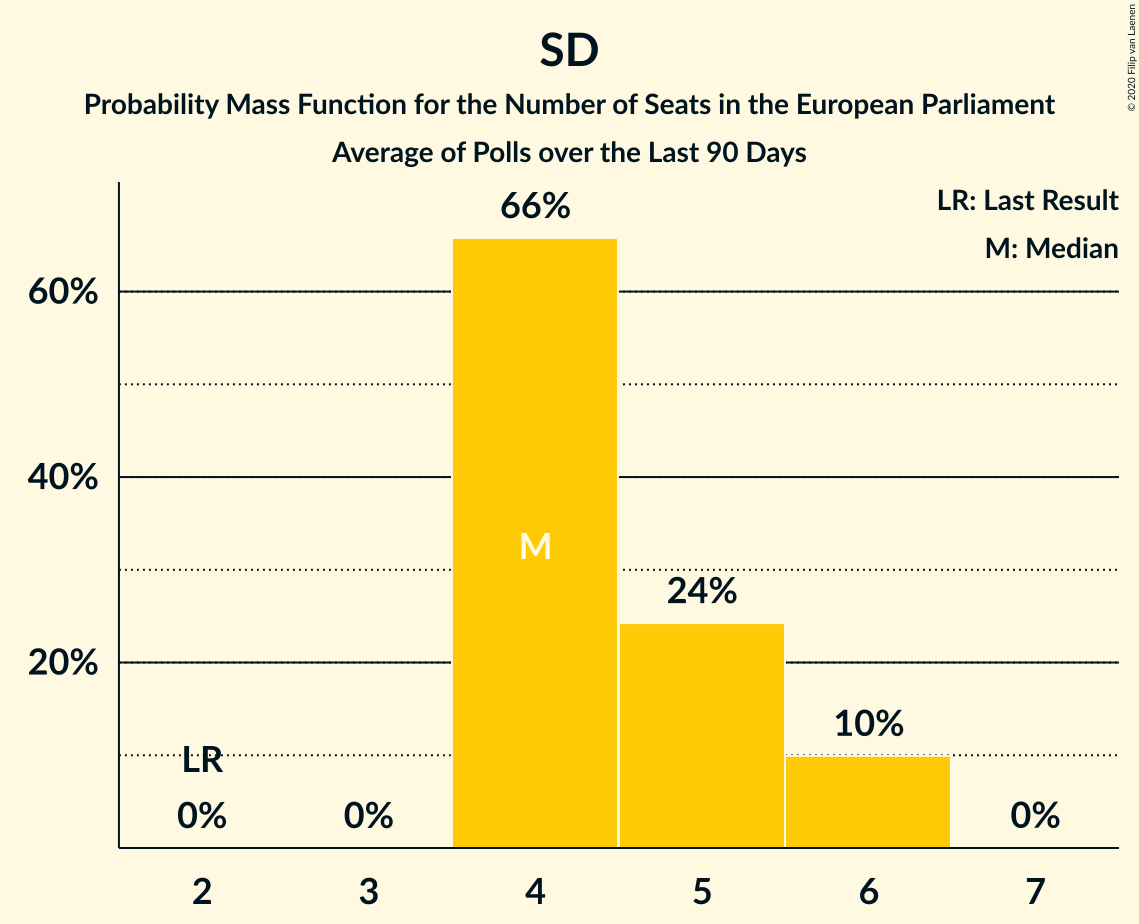 SD
Probability Mass Function for the Number of Seats in the European Parliament
Average of Polls over the Last 90 Days
© 2020 Filip van Laenen
LR: Last Result
M: Median
66%
60%
40%
M
24%
20%
10%
LR
0%
0%
0%
2
3
4
5
6
7